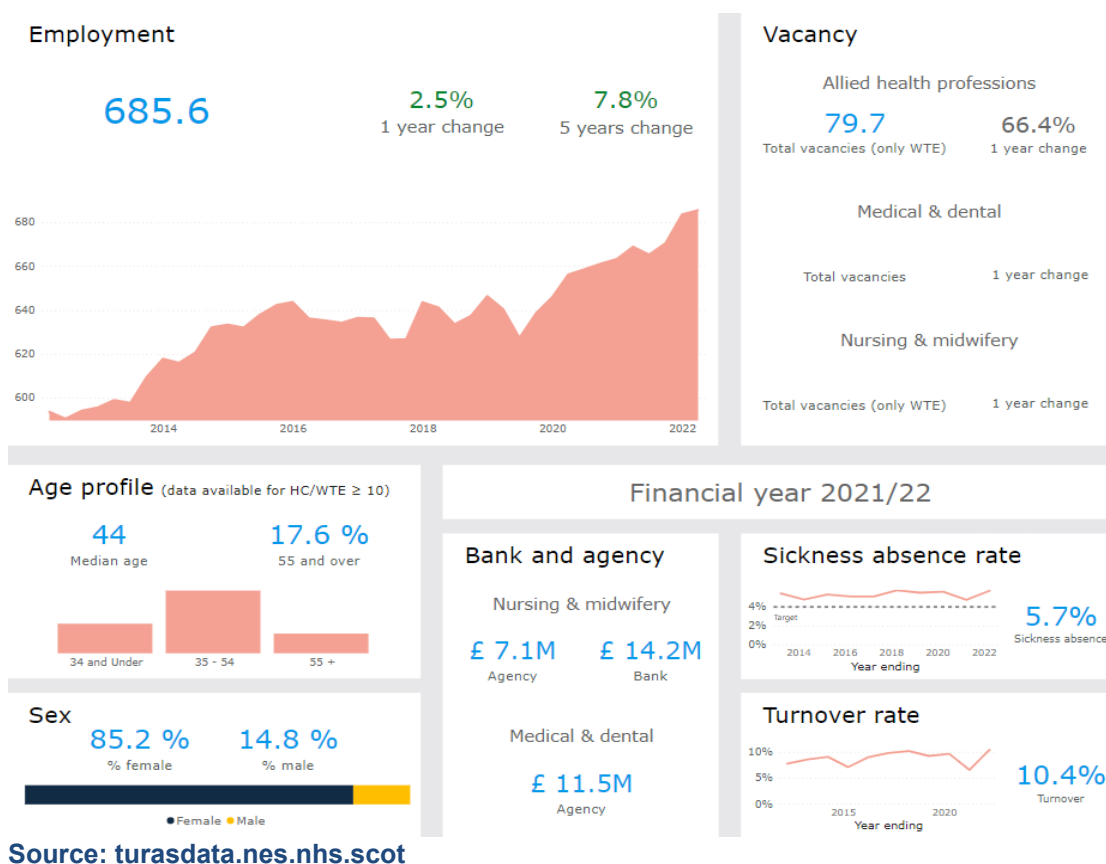 Employment
685.6
2.5%
1 year change
7.8%
5 years change
680
660
640
620
600
2014 2016 2018 2020 2022
Vacancy
Allied health professions
79.7
Total vacancies (only WTE)
66.4%
1 year change
Medical & dental
Total vacancies
1 year change
Nursing & midwifery
Total vacancies (only WTE)
1 year change
Age profile (data available for HC/WTE ≥ 10)
44
Median age
17.6 %
55 and over
34 and Under 35 - 54 55 +
Sex
85.2 %
% female
14.8 %
% male
Female Male
Financial year 2021/22
Bank and agency
Nursing & midwifery
£ 7.1M
Agency
£ 14.2M
Bank
Medical & dental
£ 11.5M
Agency
Sickness absence rate
4%
Target
2%
0%
2014 2016 2018 2020 2022
Year ending
5.7%
Sickness absence
Turnover rate
10%
5%
0%
2015 2020
Year ending
10.4%
Turnover
Source: turasdata.nes.nhs.scot